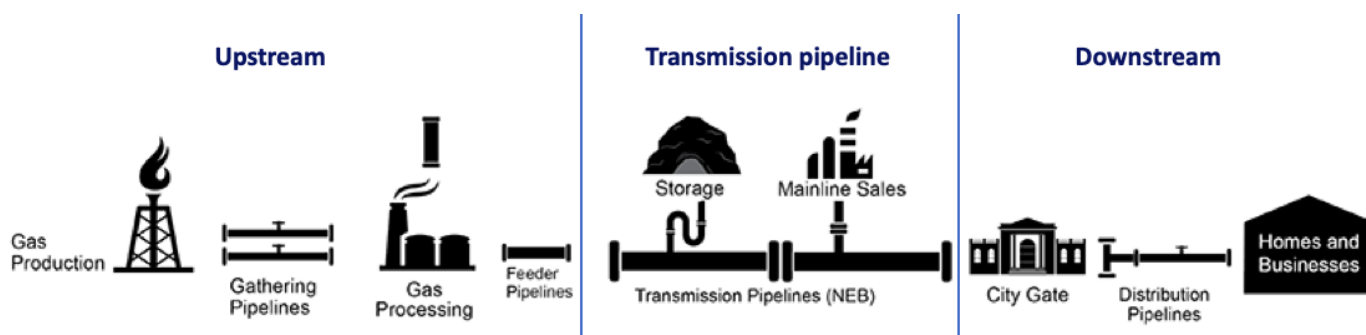 Upstream
Transmission pipeline
Downstream
Gas
Production
Gathering
Pipelines
Gas
Processing
Feeder
Pipelines
Storage
Mainline Sales
Transmission Pipelines (NEB)
City Gate
Distribution
Pipelines
Homes and
Businesses